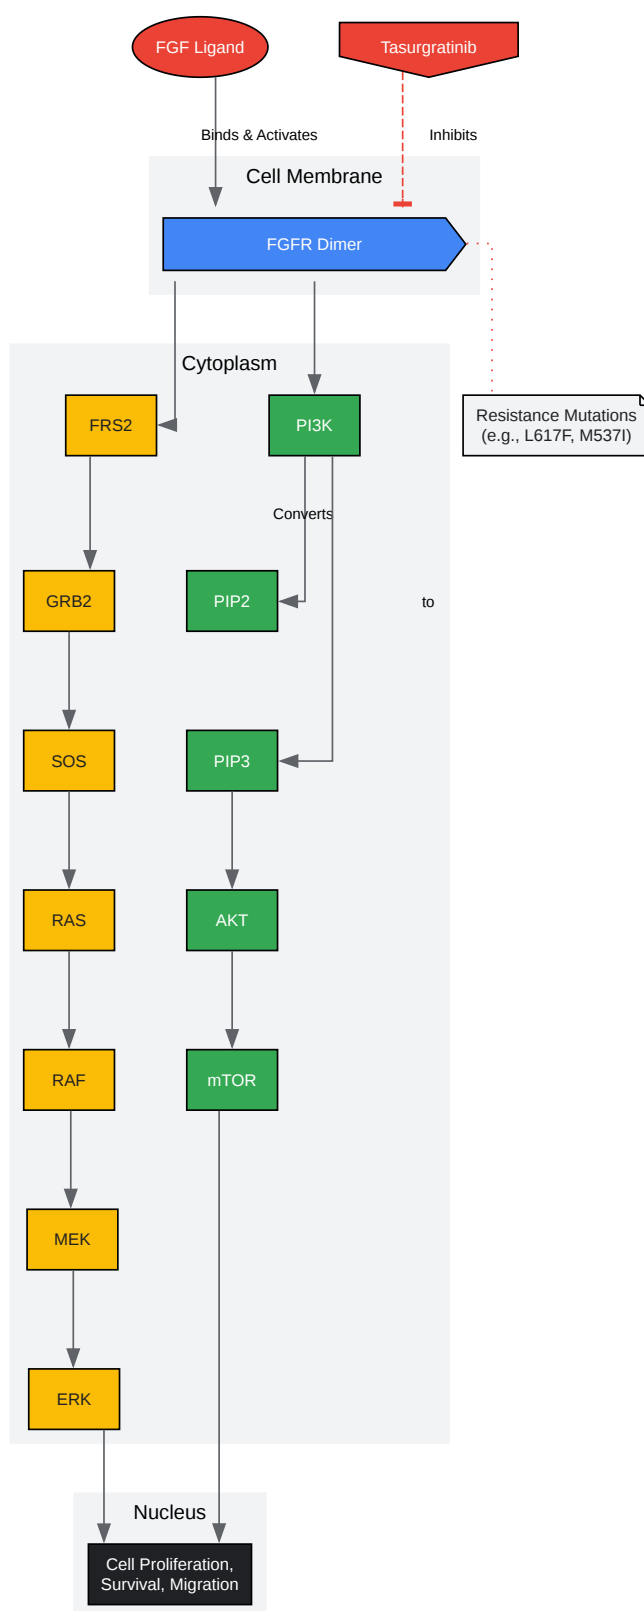 FGF Ligand
Tasurgratinib
Binds & Activates
Inhibits
Cell Membrane
FGFR Dimer
Cytoplasm
FRS2
PI3K
Resistance Mutations
(e.g., L617F, M537I)
Converts
GRB2
PIP2
to
SOS
PIP3
RAS
AKT
RAF
mTOR
MEK
ERK
Nucleus
Cell Proliferation,
Survival, Migration